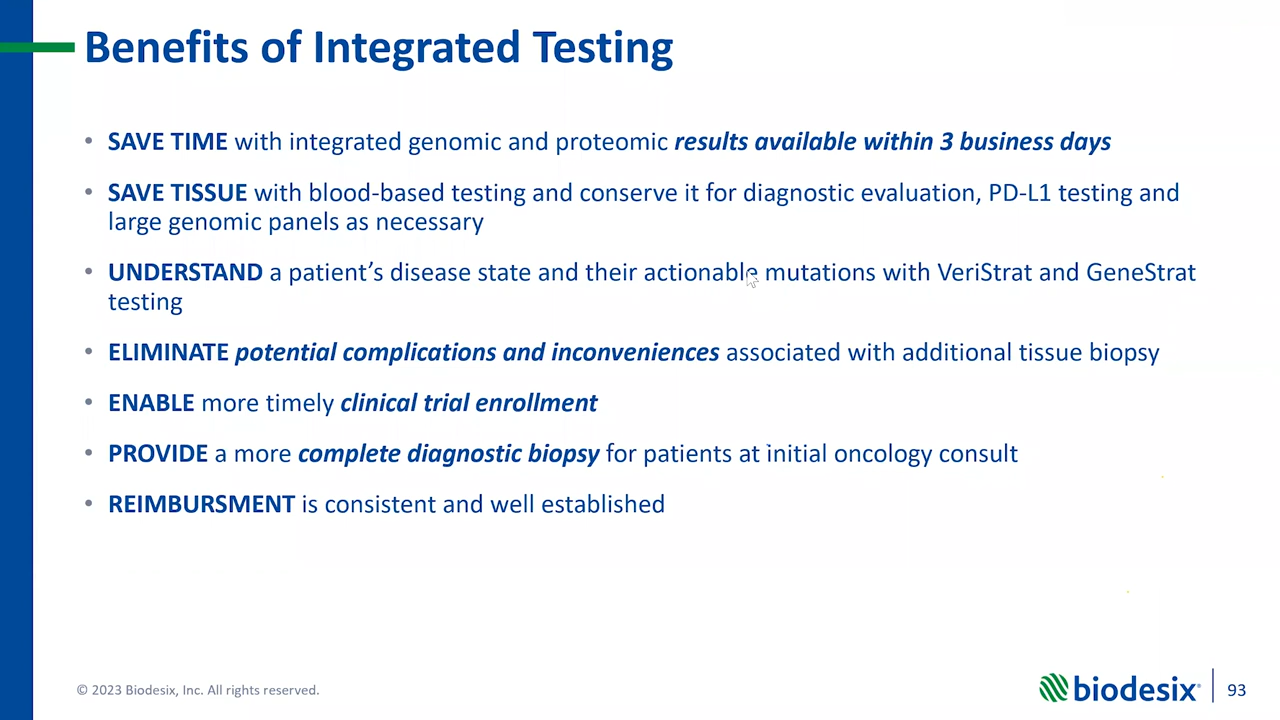 Benefits of Integrated Testing
• SAVE TIME with integrated genomic and proteomic results available within 3 business days
• SAVE TISSUE with blood-based testing and conserve it for diagnostic evaluation, PD-L1 testing and
large genomic panels as necessary
• UNDERSTAND a patient’s disease state and their actionable mutations with VeriStrat and GeneStrat
testing
• ELIMINATE potential complications and inconveniences associated with additional tissue biopsy
• ENABLE more timely clinical trial enrollment
• PROVIDE a more complete diagnostic biopsy for patients at initial oncology consult
• REIMBURSMENT is consistent and well established
© 2023 Biodesix, Inc. All rights reserved.
biodesix®
93